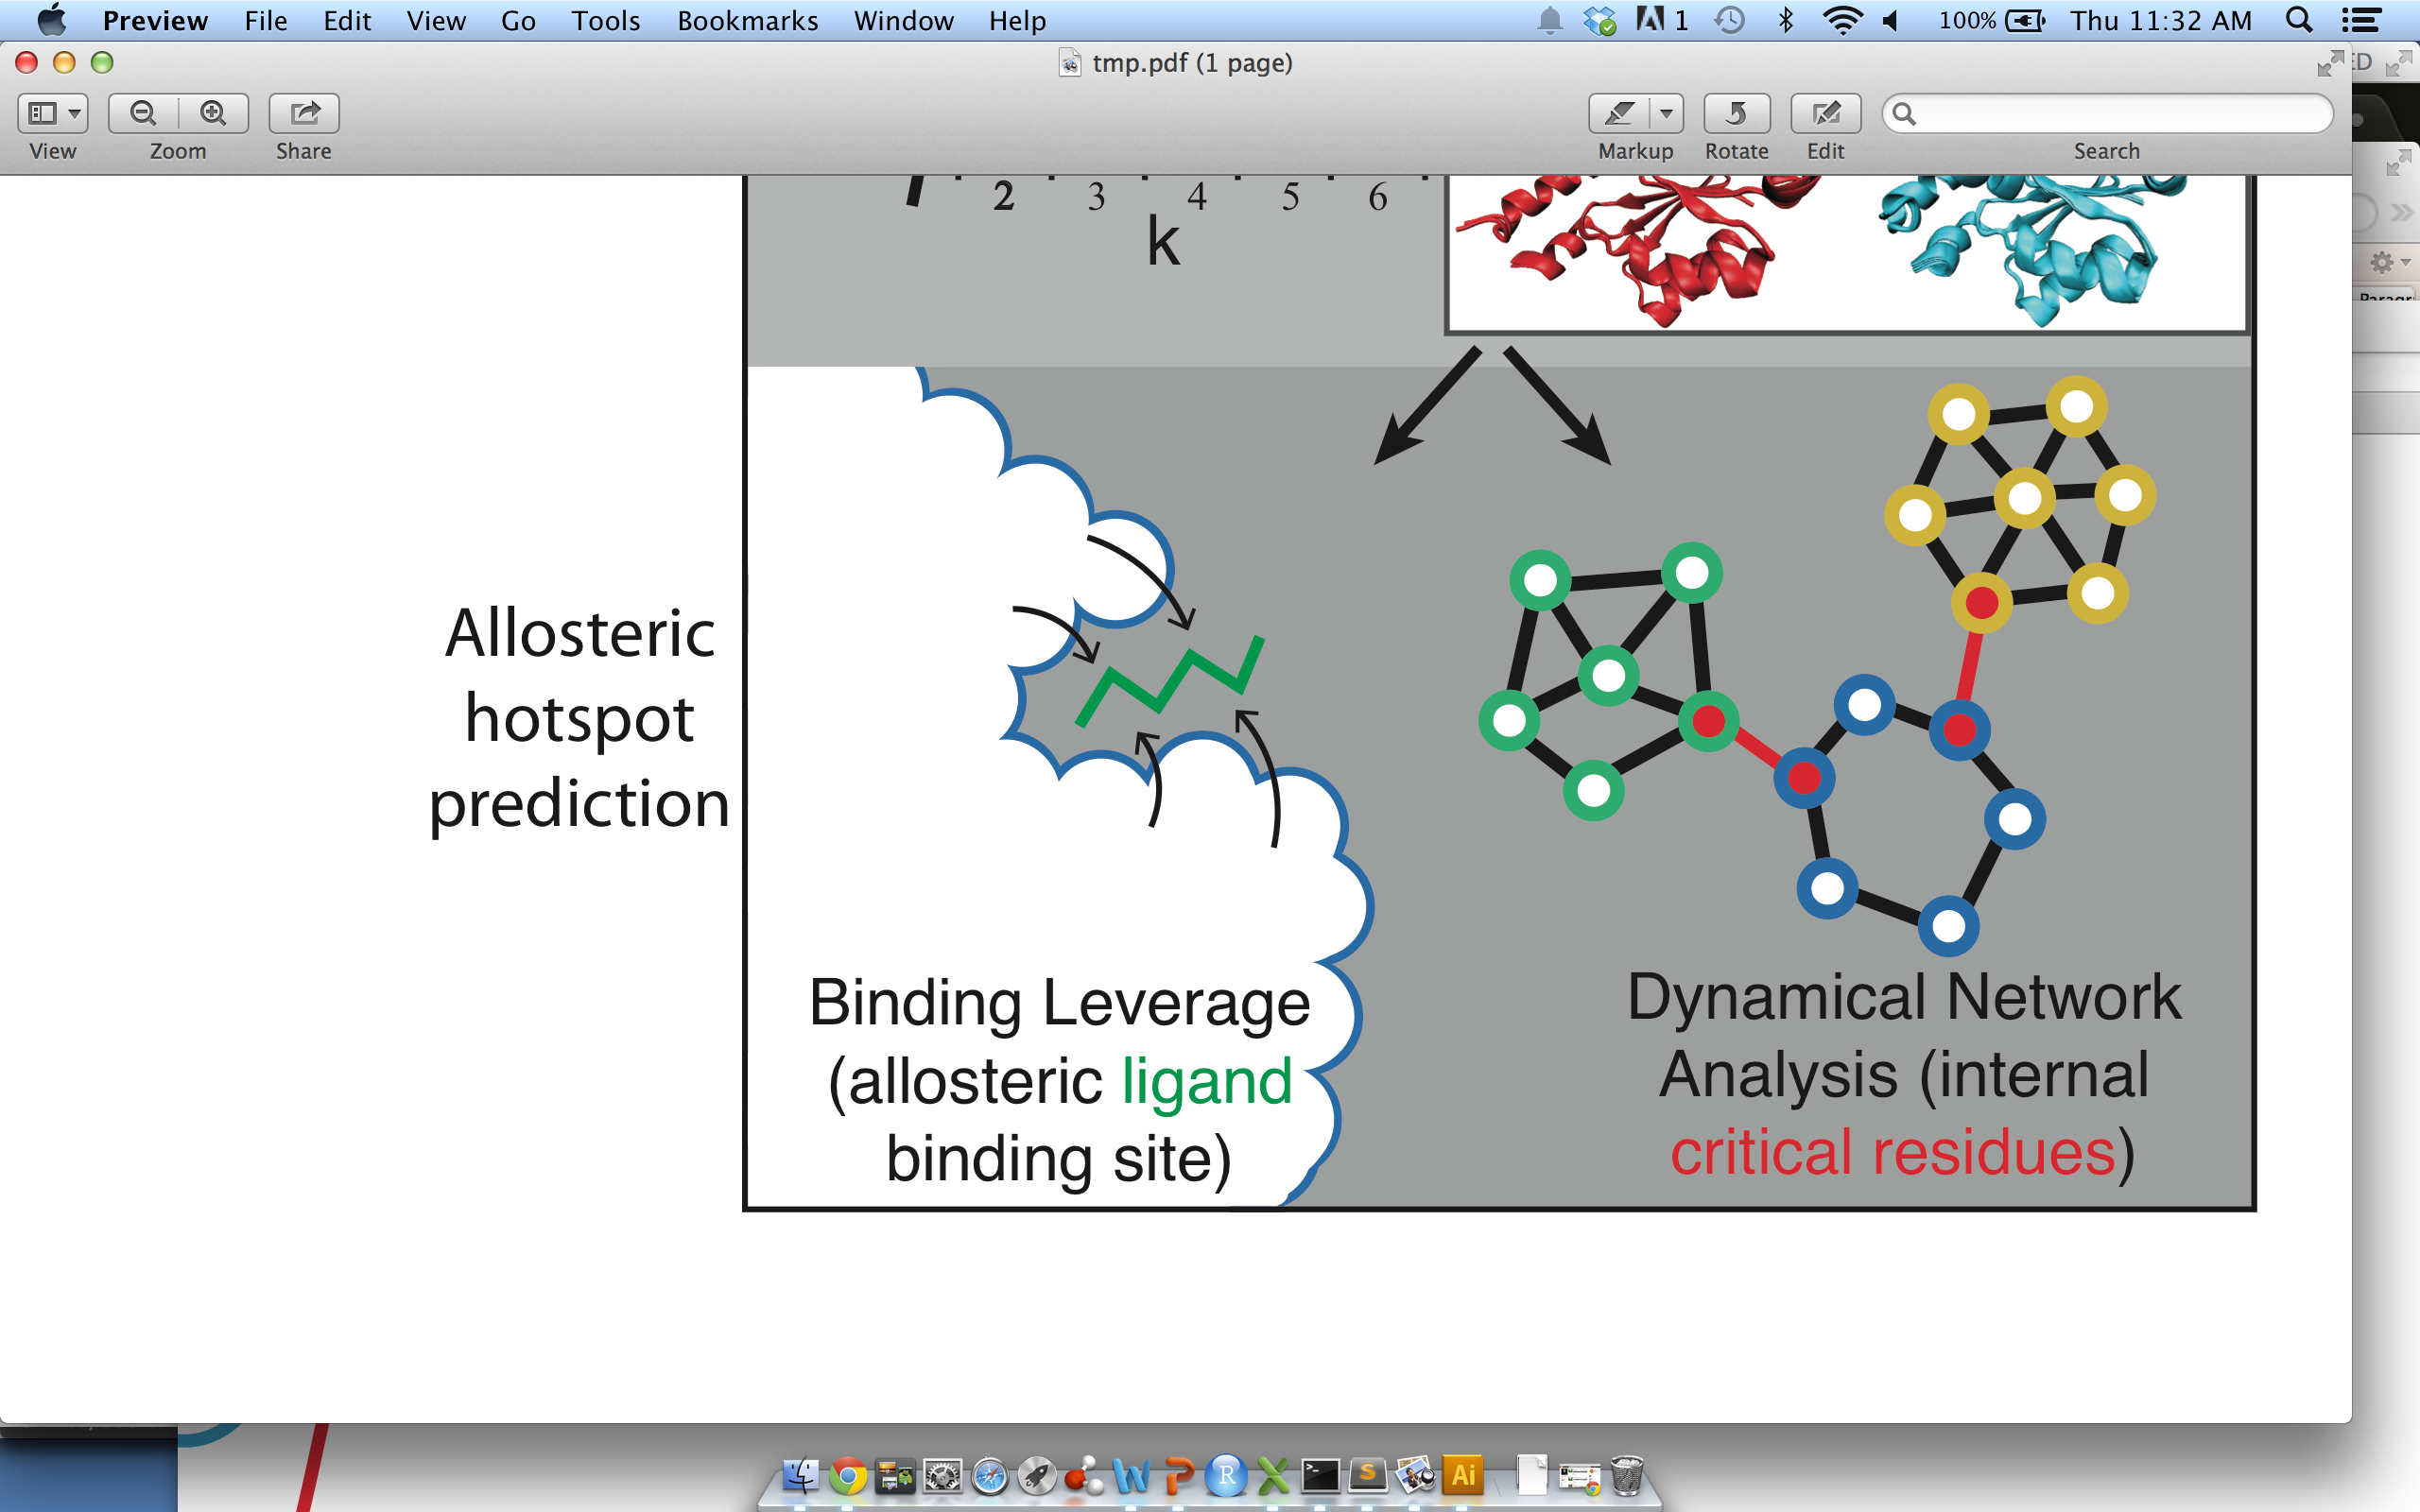 Preview File Edit View Go Tools Bookmarks Window Help 1 100% Thu 11:32 AM
tmp.pdf (1 page)
View Zoom Share Markup Rotate Edit Search
2 3 4 5 6
k
Allosteric
hotspot
prediction
Binding Leverage
(allosteric ligand
binding site)
Dynamical Network
Analysis (internal
critical residues)
Ai